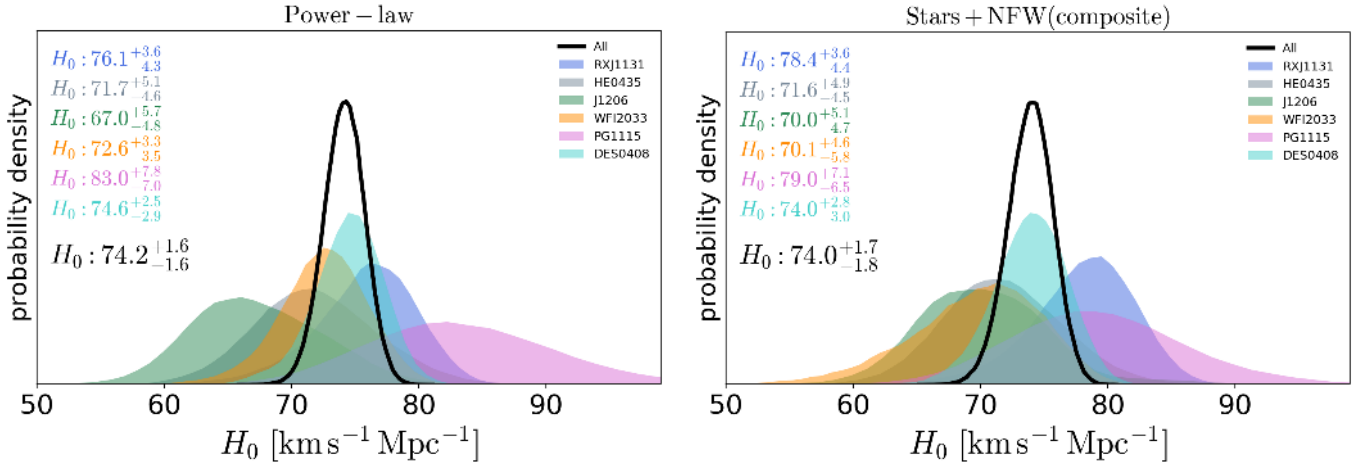 Power − law
H₀ : 76.1 +3.6 4.3
H₀ : 71.7 +5.1 −4.6
H₀ : 67.0 +5.7 −4.8
H₀ : 72.6 +3.3 3.5
H₀ : 83.0 +7.8 −7.0
H₀ : 74.6 +2.5 −2.9
H₀ : 74.2 +1.6 −1.6
All
RXJ1131
HE0435
J1206
WFI2033
PG1115
DES0408
probability density
50 60 70 80 90
H₀ [km s⁻¹ Mpc⁻¹]
Stars + NFW(composite)
H₀ : 78.4 +3.6 4.4
H₀ : 71.6 +4.9 −4.5
H₀ : 70.0 +5.1 4.7
H₀ : 70.1 +4.6 −5.8
H₀ : 79.0 +7.1 −6.5
H₀ : 74.0 +2.8 3.0
H₀ : 74.0 +1.7 −1.8
All
RXJ1131
HE0435
J1206
WFI2033
PG1115
DES0408
probability density
50 60 70 80 90
H₀ [km s⁻¹ Mpc⁻¹]